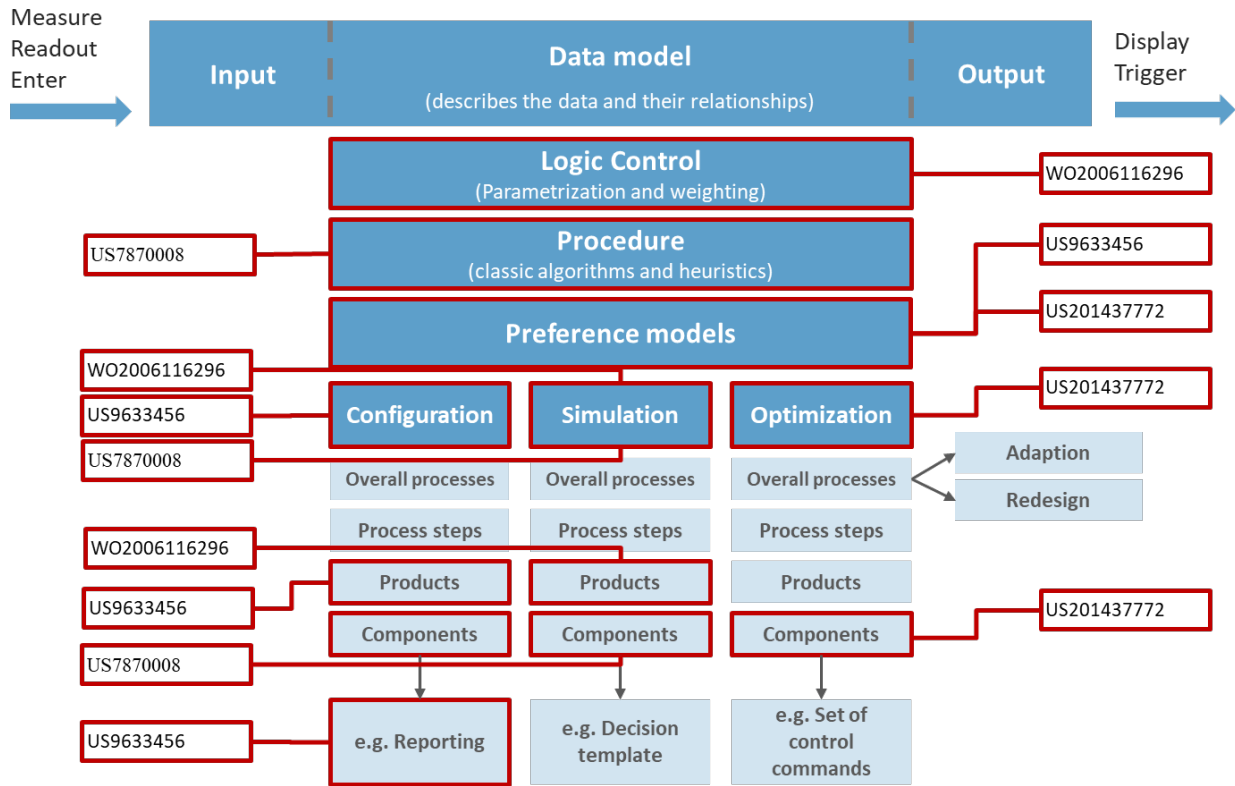 Measure
Readout
Enter
Input
Data model
(describes the data and their relationships)
Output
Display
Trigger
Logic Control
(Parametrization and weighting)
WO2006116296
US7870008
Procedure
(classic algorithms and heuristics)
US9633456
Preference models
US201437772
WO2006116296
US9633456
US7870008
Configuration
Simulation
Optimization
US201437772
Overall processes
Overall processes
Overall processes
Adaption
Redesign
Process steps
Process steps
Process steps
WO2006116296
US9633456
Products
Products
Products
Components
Components
Components
US201437772
US7870008
US9633456
e.g. Reporting
e.g. Decision
template
e.g. Set of
control
commands